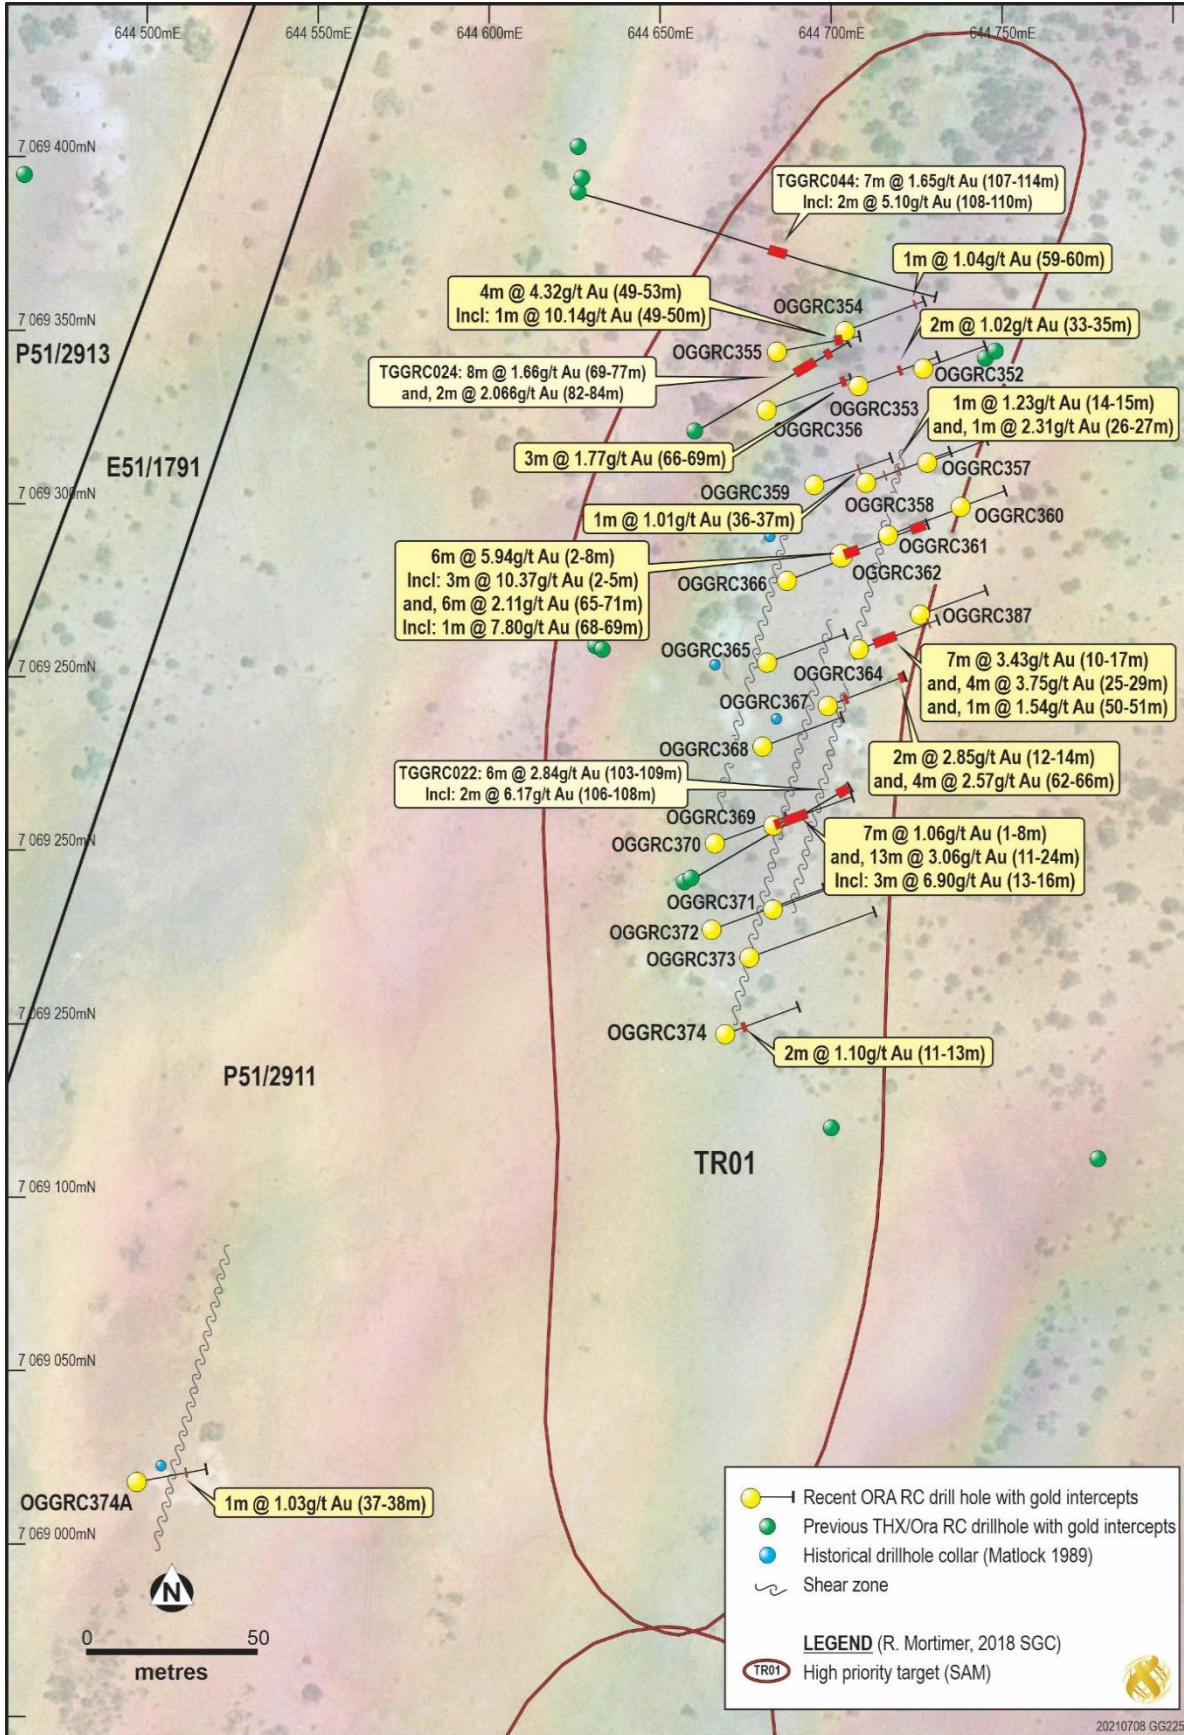 644 500mE
644 550mE
644 600mE
644 650mE
644 700mE
644 750mE
7 069 400mN
TGGRC044: 7m @ 1.65g/t Au (107-114m)
Incl: 2m @ 5.10g/t Au (108-110m)
1m @ 1.04g/t Au (59-60m)
4m @ 4.32g/t Au (49-53m)
Incl: 1m @ 10.14g/t Au (49-50m)
OGGRC354
2m @ 1.02g/t Au (33-35m)
7 069 350mN
P51/2913
OGGRC355
TGGRC024: 8m @ 1.66g/t Au (69-77m)
and, 2m @ 2.066g/t Au (82-84m)
OGGRC352
OGGRC353
OGGRC356
1m @ 1.23g/t Au (14-15m)
and, 1m @ 2.31g/t Au (26-27m)
3m @ 1.77g/t Au (66-69m)
E51/1791
OGGRC357
OGGRC359
7 069 300mN
OGGRC358
1m @ 1.01g/t Au (36-37m)
OGGRC360
OGGRC361
6m @ 5.94g/t Au (2-8m)
Incl: 3m @ 10.37g/t Au (2-5m)
and, 6m @ 2.11g/t Au (65-71m)
Incl: 1m @ 7.80g/t Au (68-69m)
OGGRC362
OGGRC366
OGGRC387
OGGRC365
7 069 250mN
OGGRC364
7m @ 3.43g/t Au (10-17m)
and, 4m @ 3.75g/t Au (25-29m)
and, 1m @ 1.54g/t Au (50-51m)
OGGRC367
OGGRC368
2m @ 2.85g/t Au (12-14m)
and, 4m @ 2.57g/t Au (62-66m)
TGGRC022: 6m @ 2.84g/t Au (103-109m)
Incl: 2m @ 6.17g/t Au (106-108m)
OGGRC369
7 069 250mN
OGGRC370
7m @ 1.06g/t Au (1-8m)
and, 13m @ 3.06g/t Au (11-24m)
Incl: 3m @ 6.90g/t Au (13-16m)
OGGRC371
OGGRC372
OGGRC373
7 069 250mN
OGGRC374
2m @ 1.10g/t Au (11-13m)
P51/2911
TR01
7 069 100mN
7 069 050mN
OGGRC374A
1m @ 1.03g/t Au (37-38m)
7 069 000mN
N
0 50
metres
Recent ORA RC drill hole with gold intercepts
Previous THX/Ora RC drillhole with gold intercepts
Historical drillhole collar (Matlock 1989)
Shear zone
LEGEND (R. Mortimer, 2018 SGC)
TR01 High priority target (SAM)
20210708 GG225